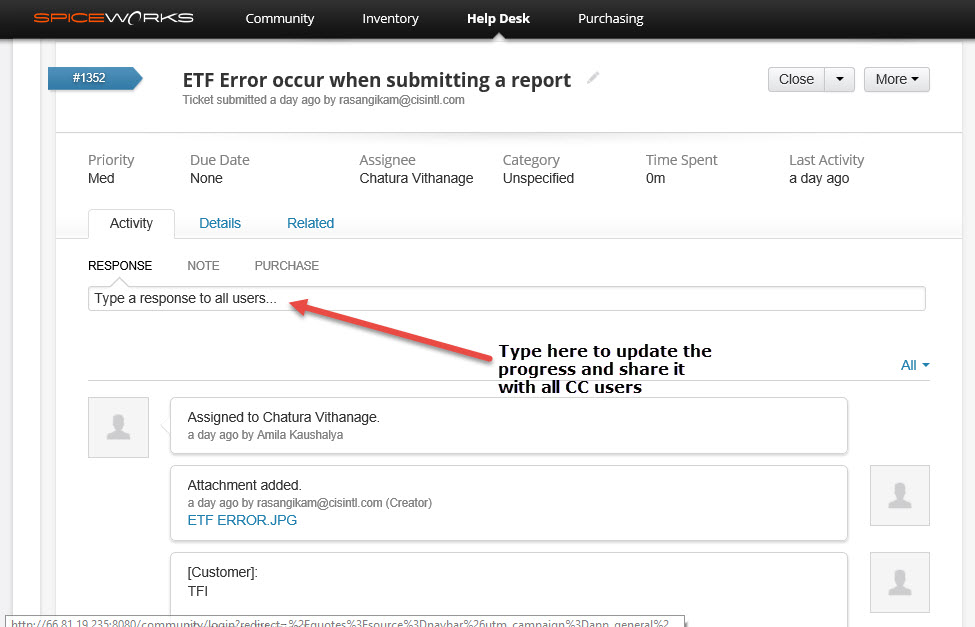 SPICEWORKS Community Inventory Help Desk Purchasing
#1352 ETF Error occur when submitting a report Close More
Ticket submitted a day ago by rasangikam@cisintl.com
Priority Due Date Assignee Category Time Spent Last Activity
Med None Chatura Vithanage Unspecified 0m a day ago
Activity Details Related
RESPONSE NOTE PURCHASE
Type a response to all users...
Type here to update the
progress and share it
with all CC users
All
Assigned to Chatura Vithanage.
a day ago by Amila Kaushalya
Attachment added.
a day ago by rasangikam@cisintl.com (Creator)
ETF ERROR.JPG
[Customer]:
TFI
http://66.81.19.235:8080/community/login?redirect=%2Fquotes%3Fsource%3Dnavbar%26utm_campaign%3Dapp_general%2